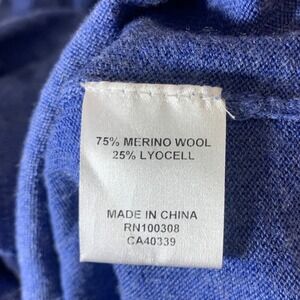 75% MERINO WOOL
25% LYOCELL
MADE IN CHINA
RN100308
CA40339